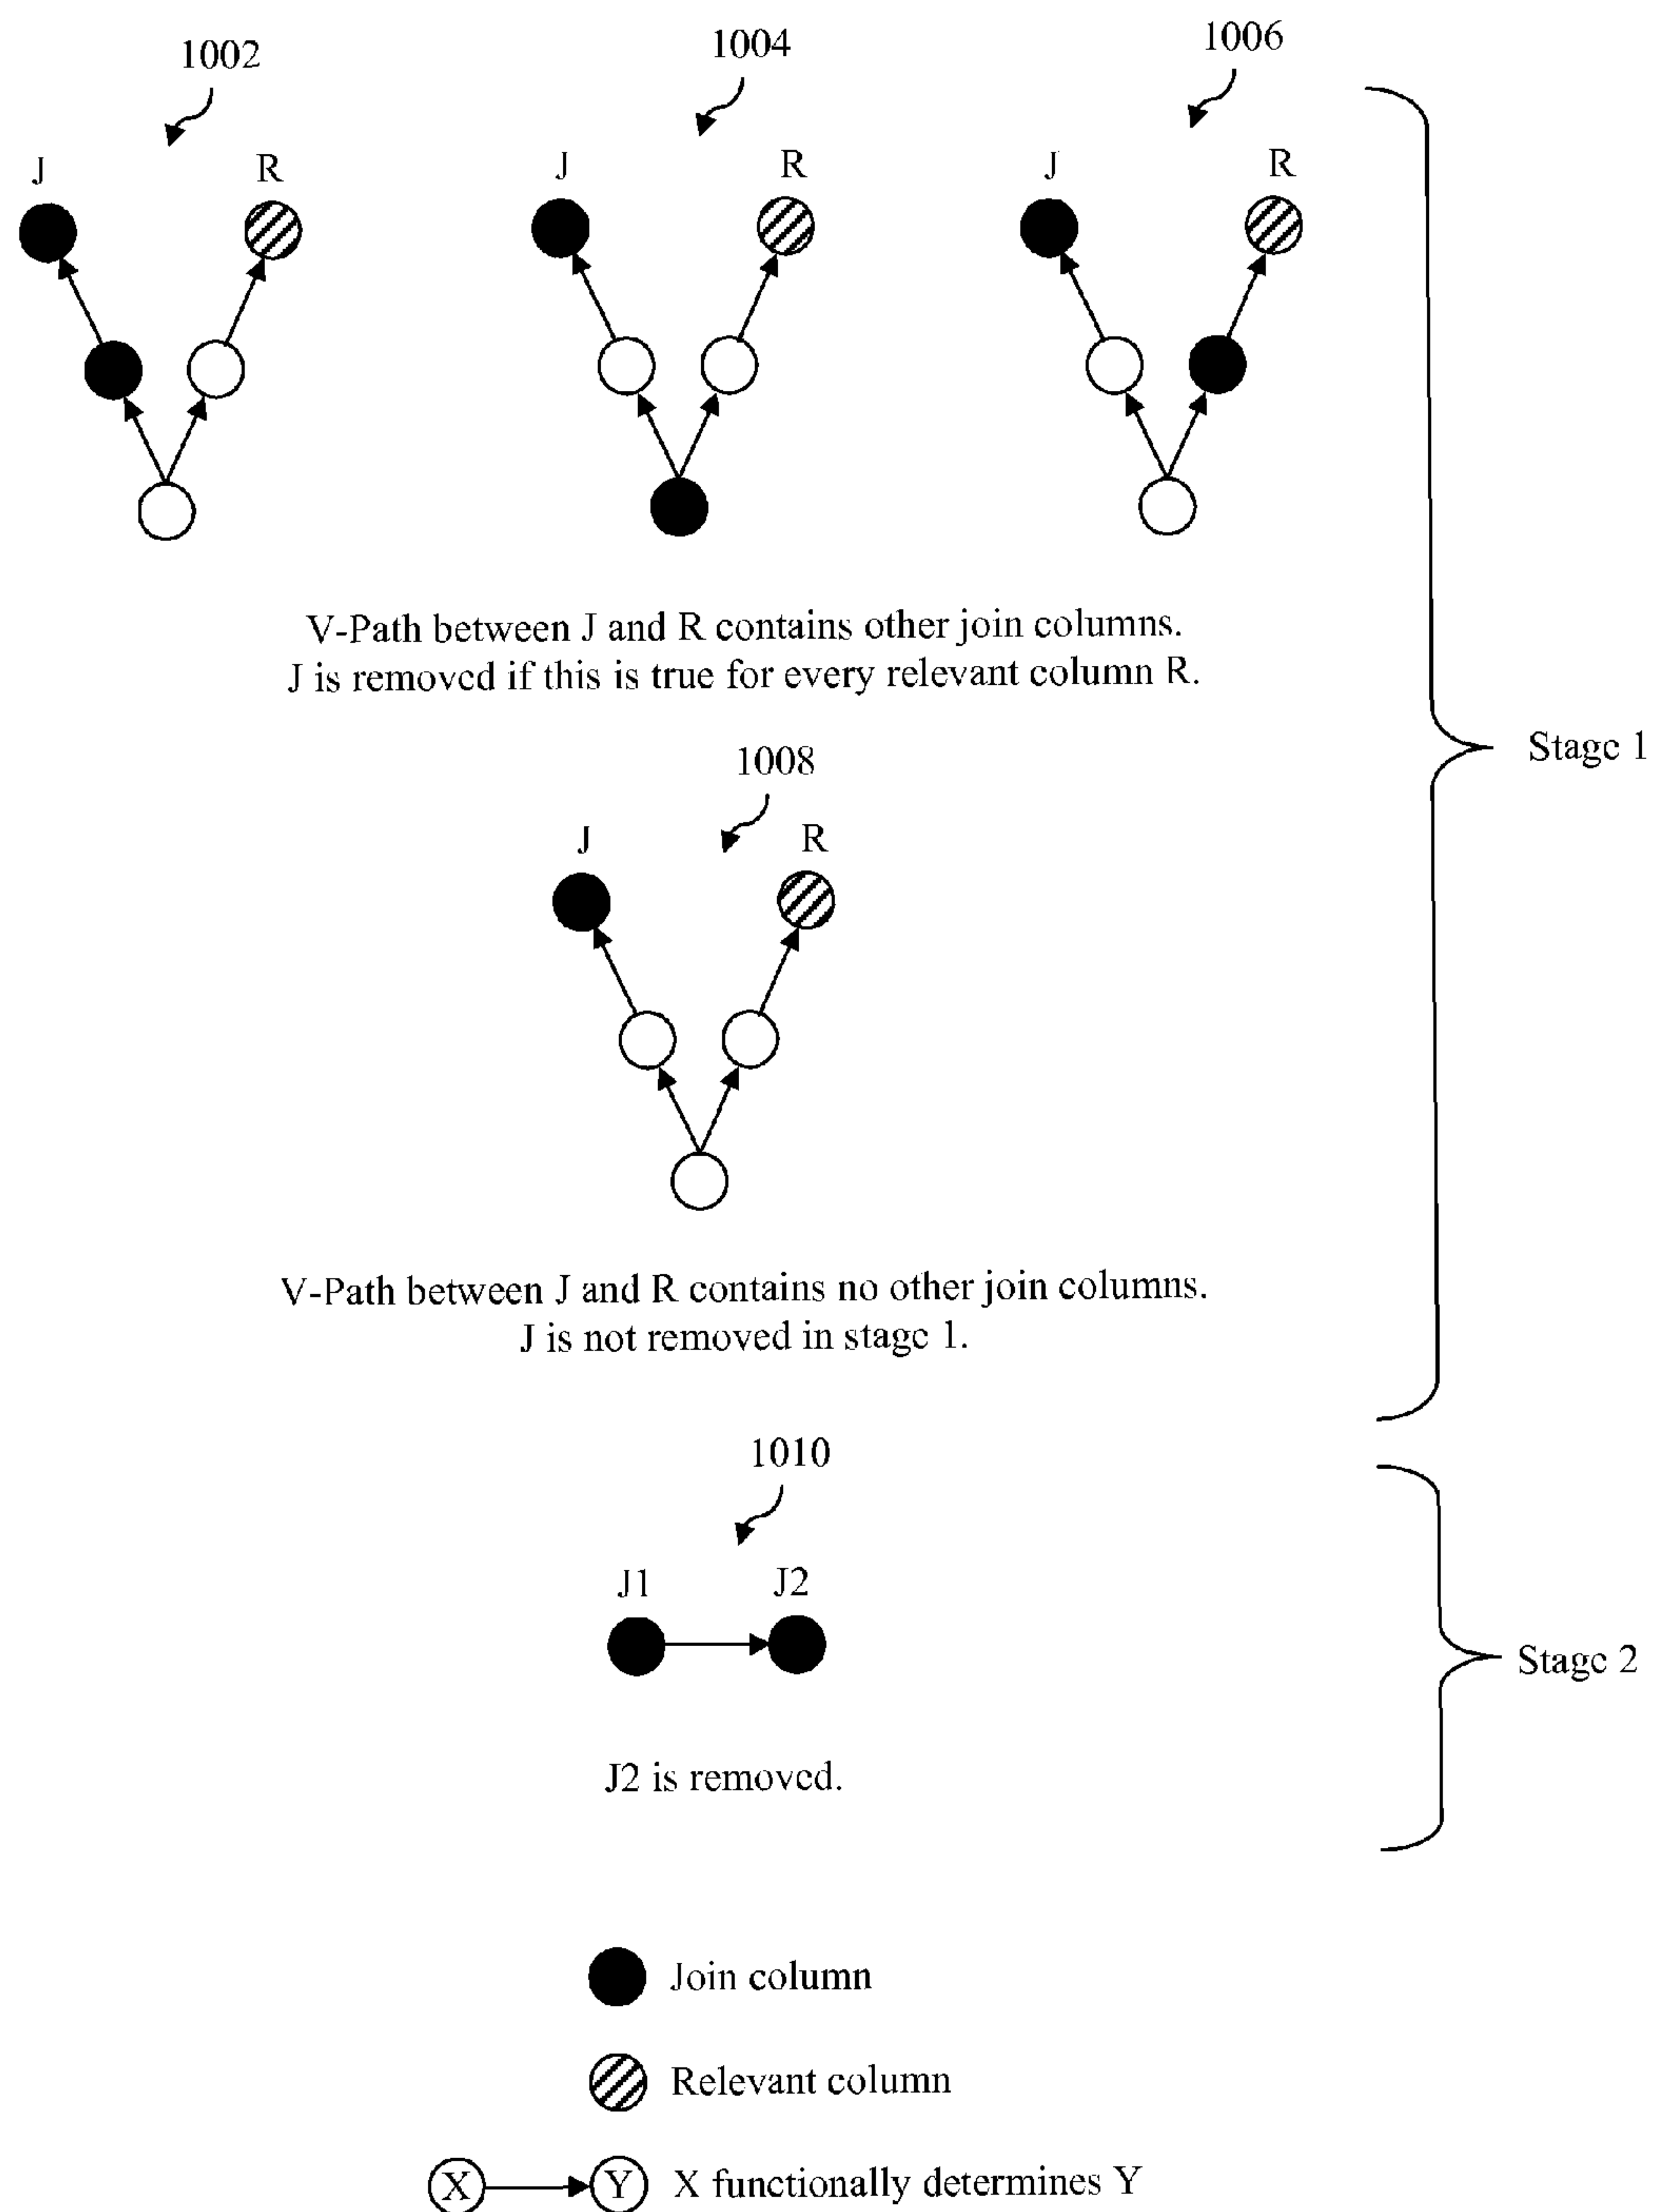 1002
1004
1006
J
R
J
R
J
R
V-Path between J and R contains other join columns.
J is removed if this is true for every relevant column R.
Stage 1
1008
J
R
V-Path between J and R contains no other join columns.
J is not removed in stage 1.
1010
J1
J2
Stage 2
J2 is removed.
Join column
Relevant column
X
Y
X functionally determines Y